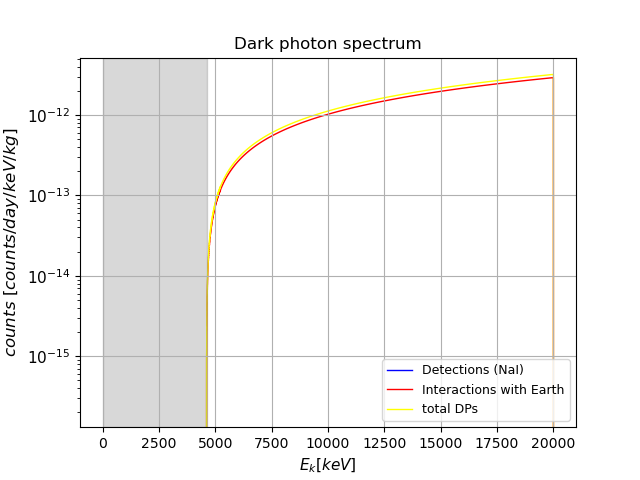 Dark photon spectrum
counts [counts/day/keV/kg]
10⁻¹²
10⁻¹³
10⁻¹⁴
10⁻¹⁵
Detections (NaI)
Interactions with Earth
total DPs
0 2500 5000 7500 10000 12500 15000 17500 20000
Eₖ[keV]